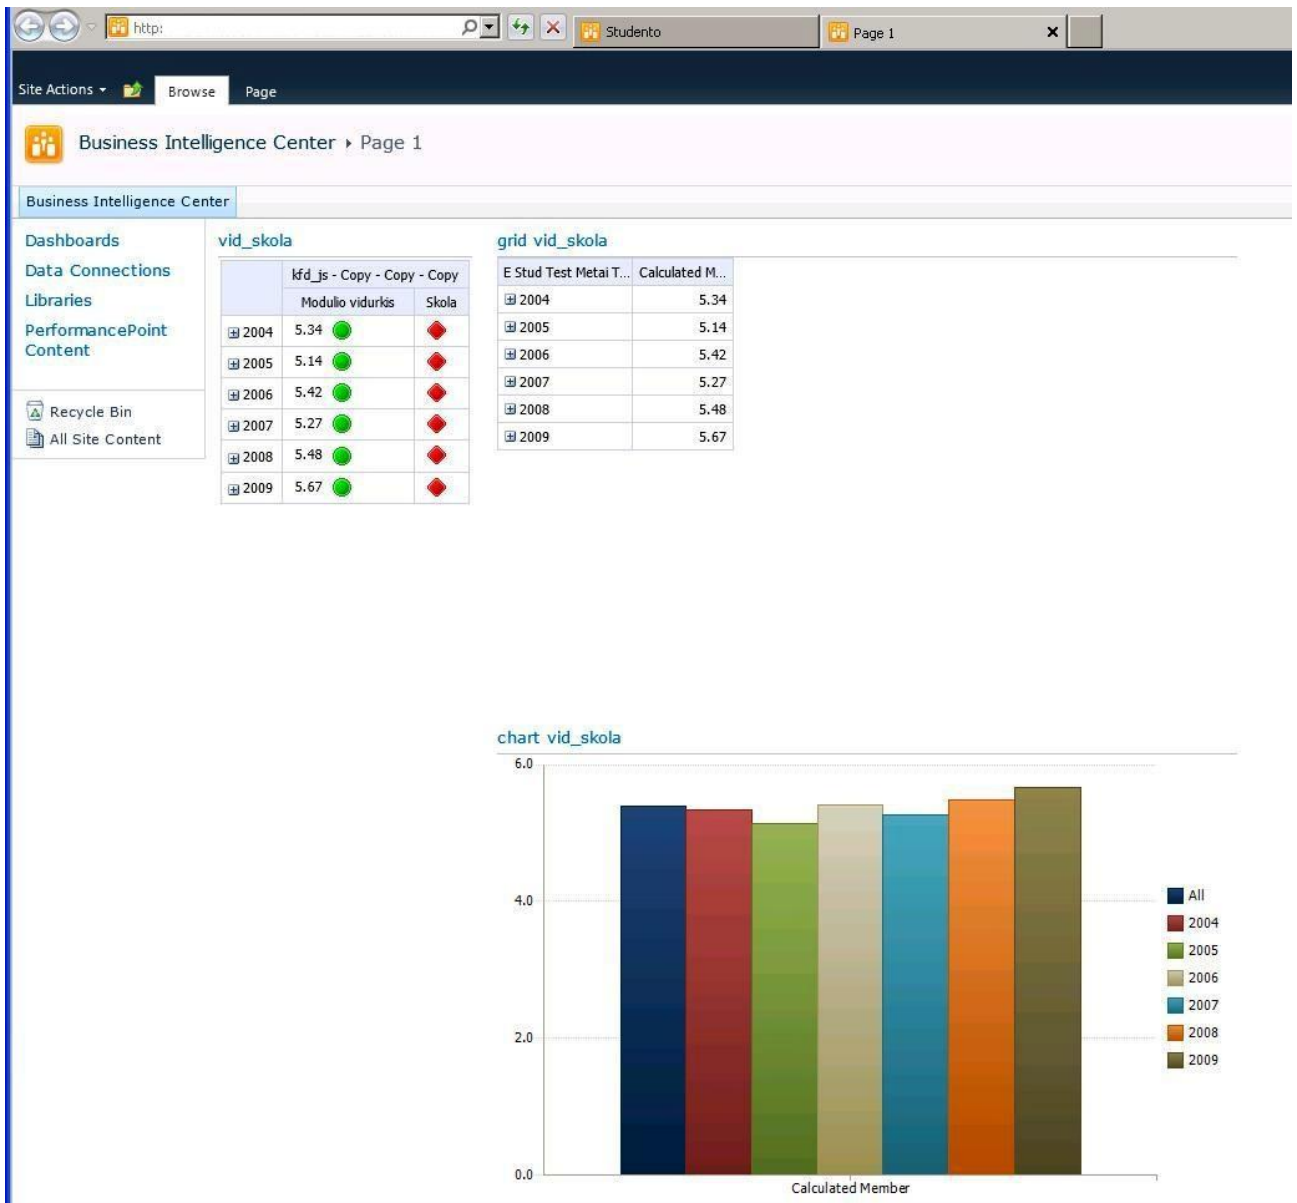 http:
Studento
Page 1
Site Actions
Browse
Page
Business Intelligence Center ▸ Page 1
Business Intelligence Center
Dashboards
Data Connections
Libraries
PerformancePoint
Content
Recycle Bin
All Site Content
vid_skola
kfd_js - Copy - Copy - Copy
Modulio vidurkis Skola
2004 5.34
2005 5.14
2006 5.42
2007 5.27
2008 5.48
2009 5.67
grid vid_skola
E Stud Test Metai T... Calculated M...
2004 5.34
2005 5.14
2006 5.42
2007 5.27
2008 5.48
2009 5.67
chart vid_skola
6.0
4.0
2.0
0.0
Calculated Member
All
2004
2005
2006
2007
2008
2009